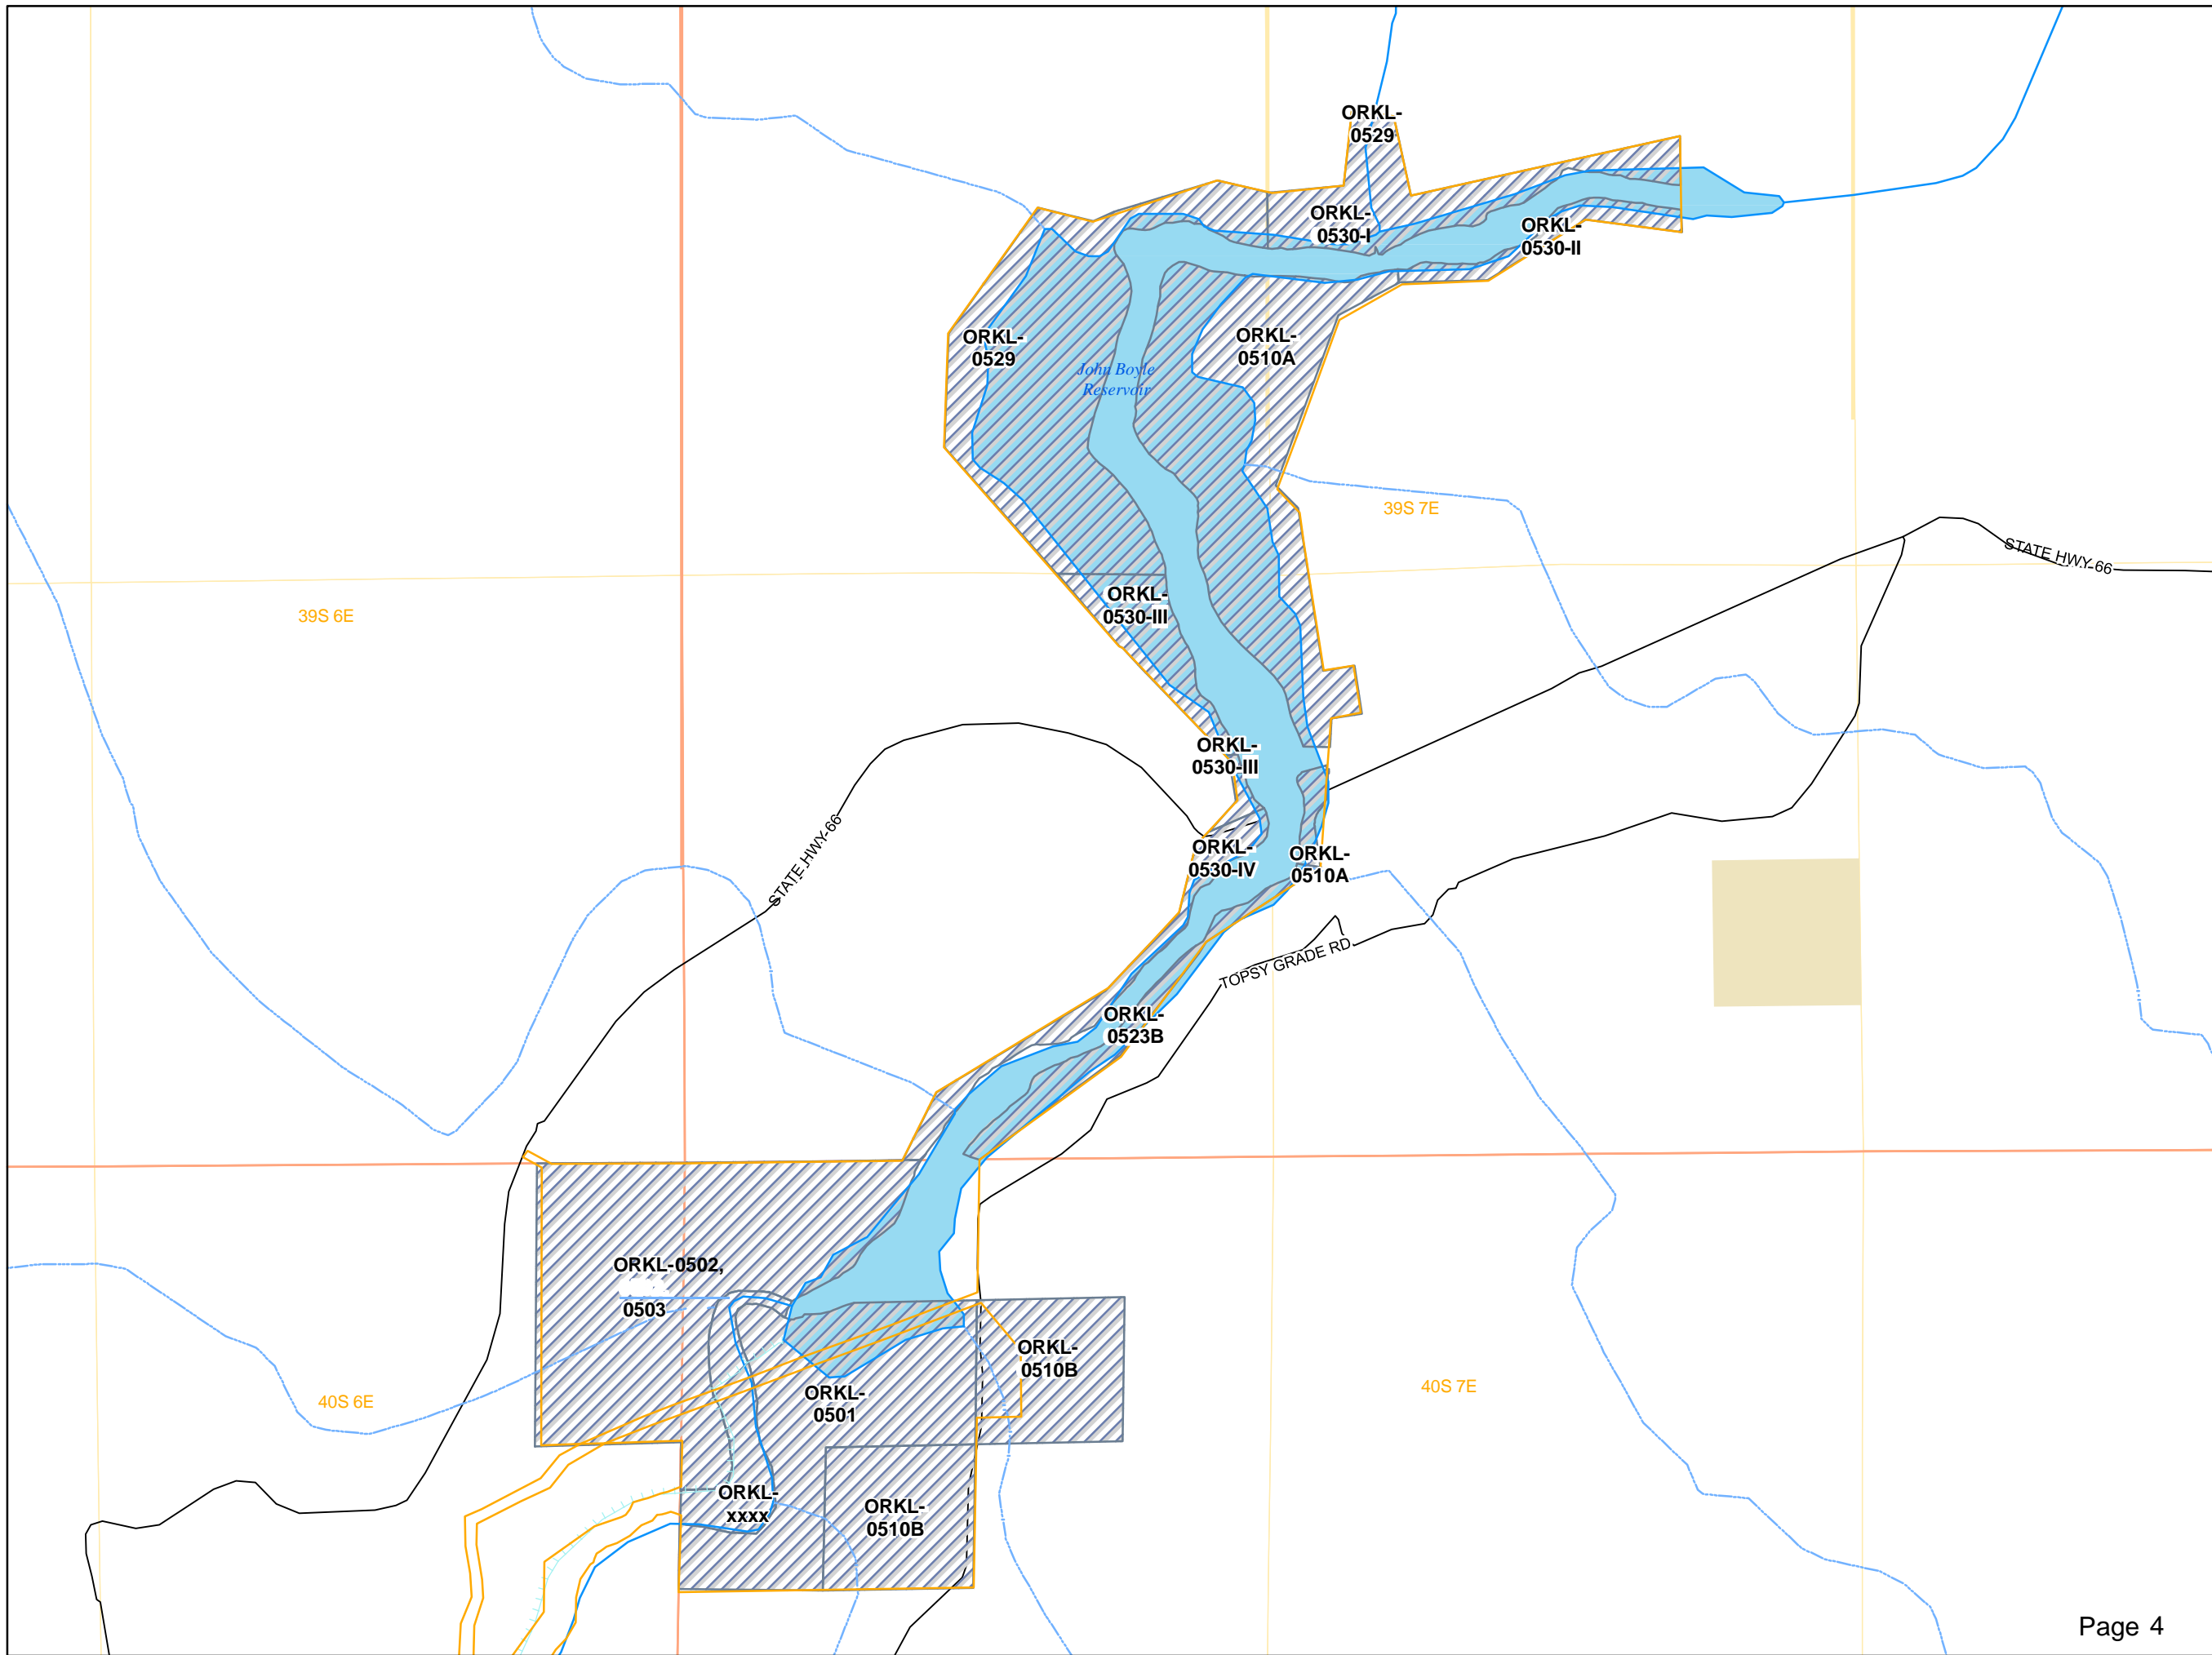 ORKL-
0529
ORKL-
0530-I
ORKL-
0530-II
ORKL-
0529
ORKL-
0510A
John Boyle
Reservoir
39S 7E
STATE HWY-66
39S 6E
ORKL-
0530-III
ORKL-
0530-III
STATE HWY-66
ORKL-
0530-IV
ORKL-
0510A
TOPSY GRADE RD
ORKL-
0523B
ORKL-0502,
0503
ORKL-
0510B
40S 6E
40S 7E
ORKL-
0501
ORKL-
xxxx
ORKL-
0510B
Page 4